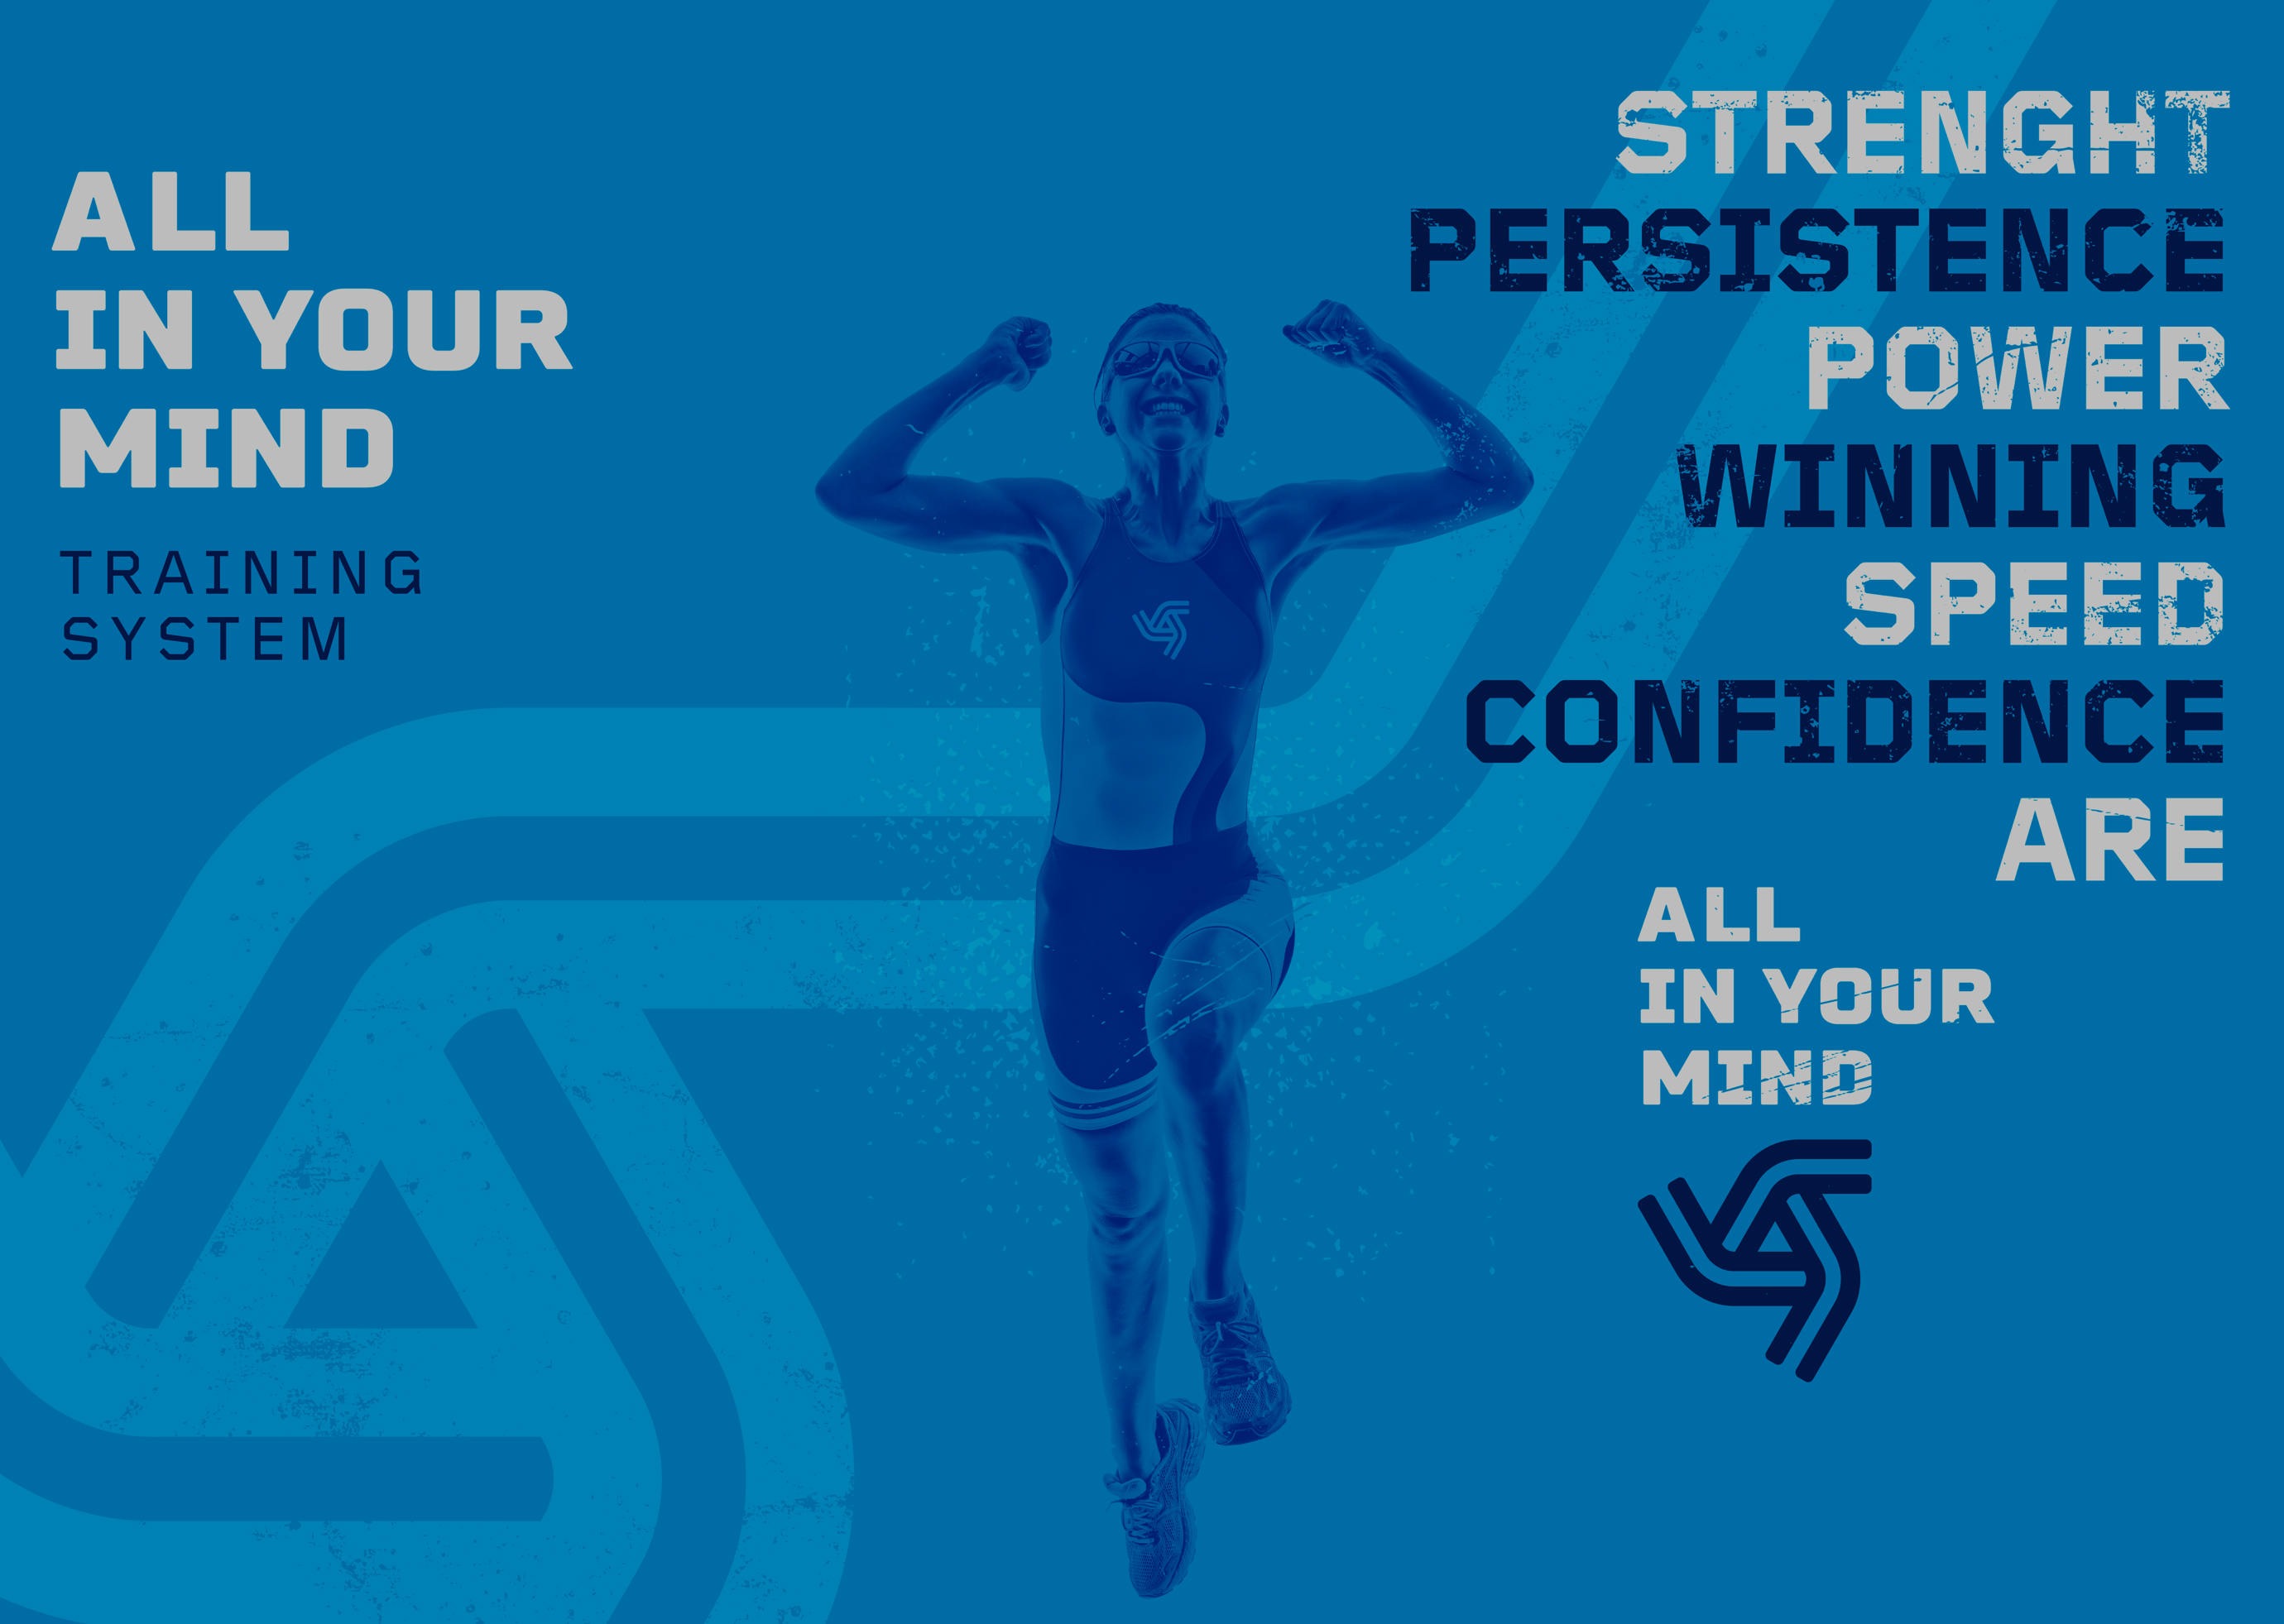 ALL
IN YOUR
MIND
TRAINING
SYSTEM
STRENGHT
PERSISTENCE
POWER
WINNING
SPEED
CONFIDENCE
ARE
ALL
IN YOUR
MIND